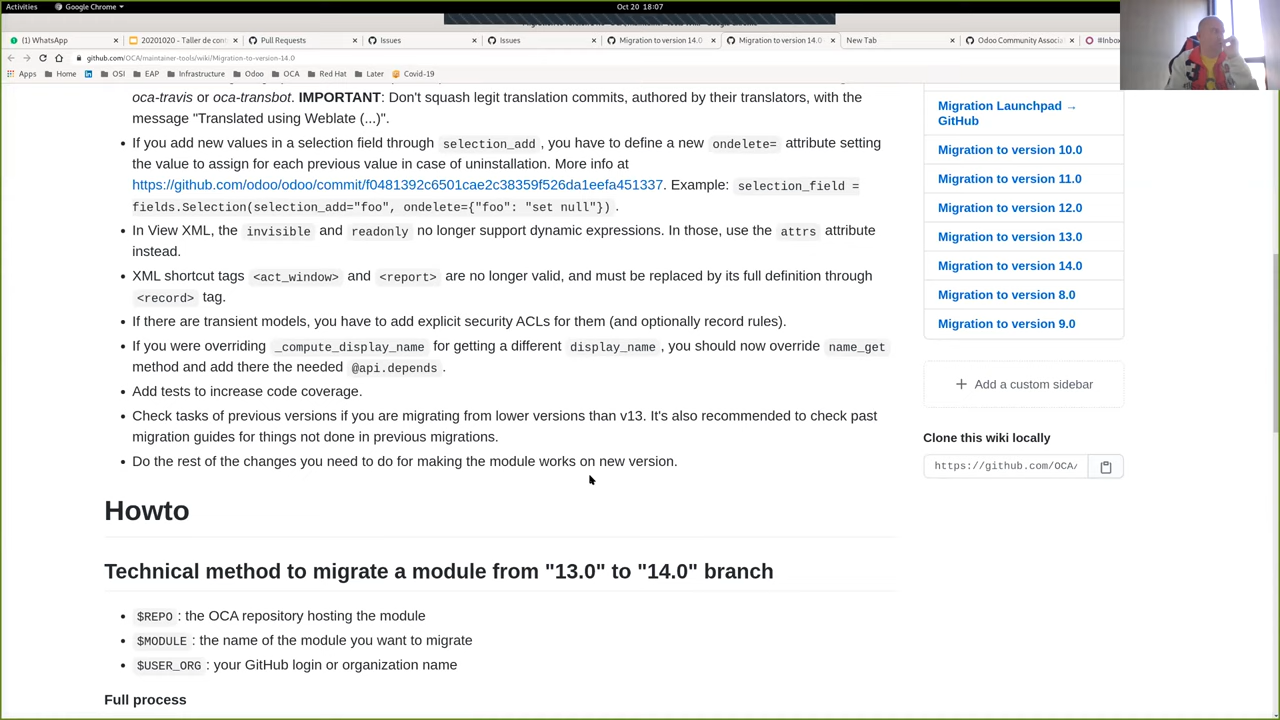 Activities
Google Chrome
Oct 20 18:07
(1) WhatsApp
20201020 - Taller de con
Pull Requests
Issues
Issues
Migration to version 14.0
Migration to version 14.0
New Tab
Odoo Community Associa
#Inbo
github.com/OCA/maintainer-tools/wiki/Migration-to-version-14.0
Apps
Home
OSI
EAP
Infrastructure
Odoo
OCA
Red Hat
Later
Covid-19
oca-travis or oca-transbot. IMPORTANT: Don't squash legit translation commits, authored by their translators, with the
message "Translated using Weblate (...)".
• If you add new values in a selection field through selection_add , you have to define a new ondelete= attribute setting
the value to assign for each previous value in case of uninstallation. More info at
https://github.com/odoo/odoo/commit/f0481392c6501cae2c38359f526da1eefa451337. Example: selection_field =
fields.Selection(selection_add="foo", ondelete={"foo": "set null"}) .
• In View XML, the invisible and readonly no longer support dynamic expressions. In those, use the attrs attribute
instead.
• XML shortcut tags <act_window> and <report> are no longer valid, and must be replaced by its full definition through
<record> tag.
• If there are transient models, you have to add explicit security ACLs for them (and optionally record rules).
• If you were overriding _compute_display_name for getting a different display_name , you should now override name_get
method and add there the needed @api.depends .
• Add tests to increase code coverage.
• Check tasks of previous versions if you are migrating from lower versions than v13. It's also recommended to check past
migration guides for things not done in previous migrations.
• Do the rest of the changes you need to do for making the module works on new version.
Howto
Technical method to migrate a module from "13.0" to "14.0" branch
• $REPO : the OCA repository hosting the module
• $MODULE : the name of the module you want to migrate
• $USER_ORG : your GitHub login or organization name
Full process
Migration Launchpad →
GitHub
Migration to version 10.0
Migration to version 11.0
Migration to version 12.0
Migration to version 13.0
Migration to version 14.0
Migration to version 8.0
Migration to version 9.0
Add a custom sidebar
Clone this wiki locally
https://github.com/OCA/